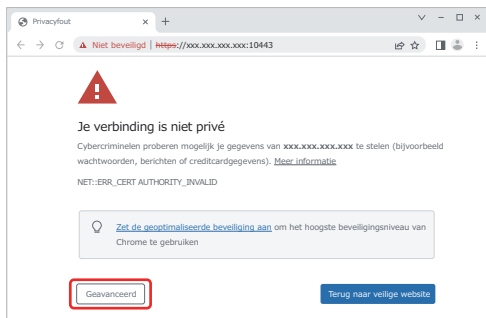 Privacyfout
Niet beveiligd | https://xxx.xxx.xxx.xxx:10443
Je verbinding is niet privé
Cybercriminelen proberen mogelijk je gegevens van xxx.xxx.xxx.xxx te stelen (bijvoorbeeld
wachtwoorden, berichten of creditcardgegevens). Meer informatie
NET::ERR_CERT AUTHORITY_INVALID
Zet de geoptimaliseerde beveiliging aan om het hoogste beveiligingsniveau van
Chrome te gebruiken
Geavanceerd
Terug naar veilige website